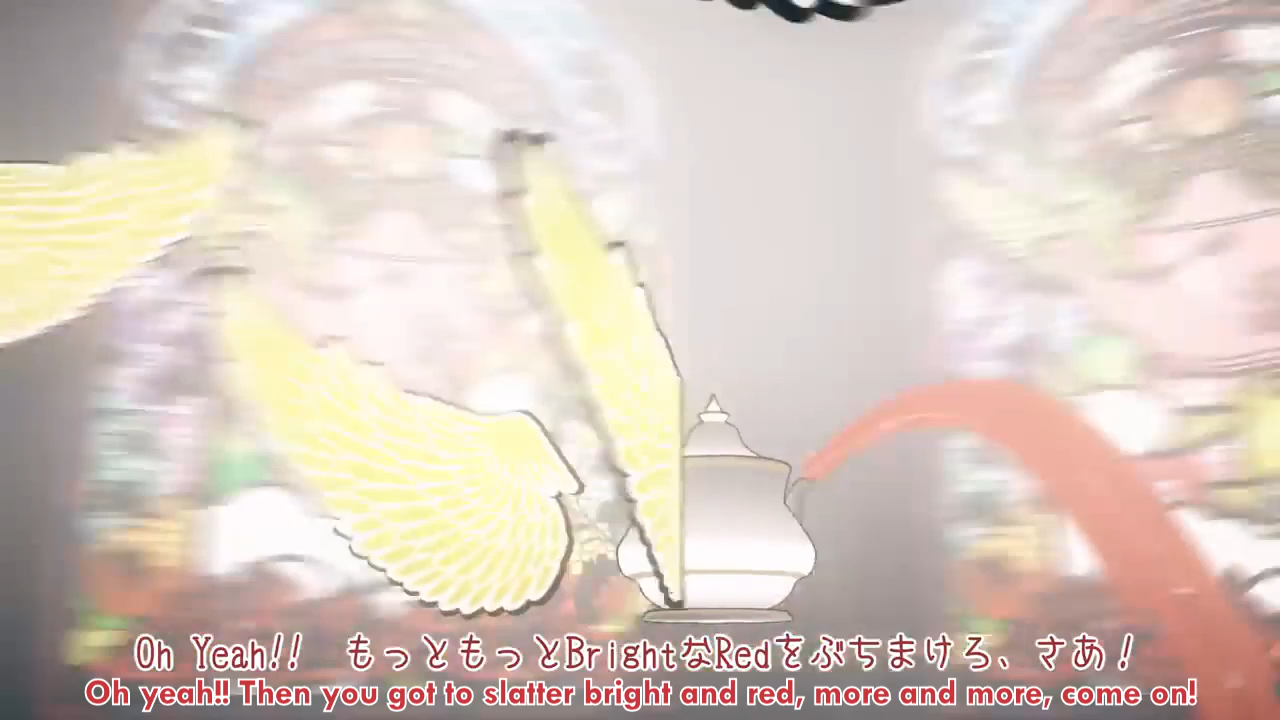 Oh Yeah!!　もっともっとBrightなRedをぶちまけろ、さあ！
Oh yeah!! Then you got to slatter bright and red, more and more, come on!